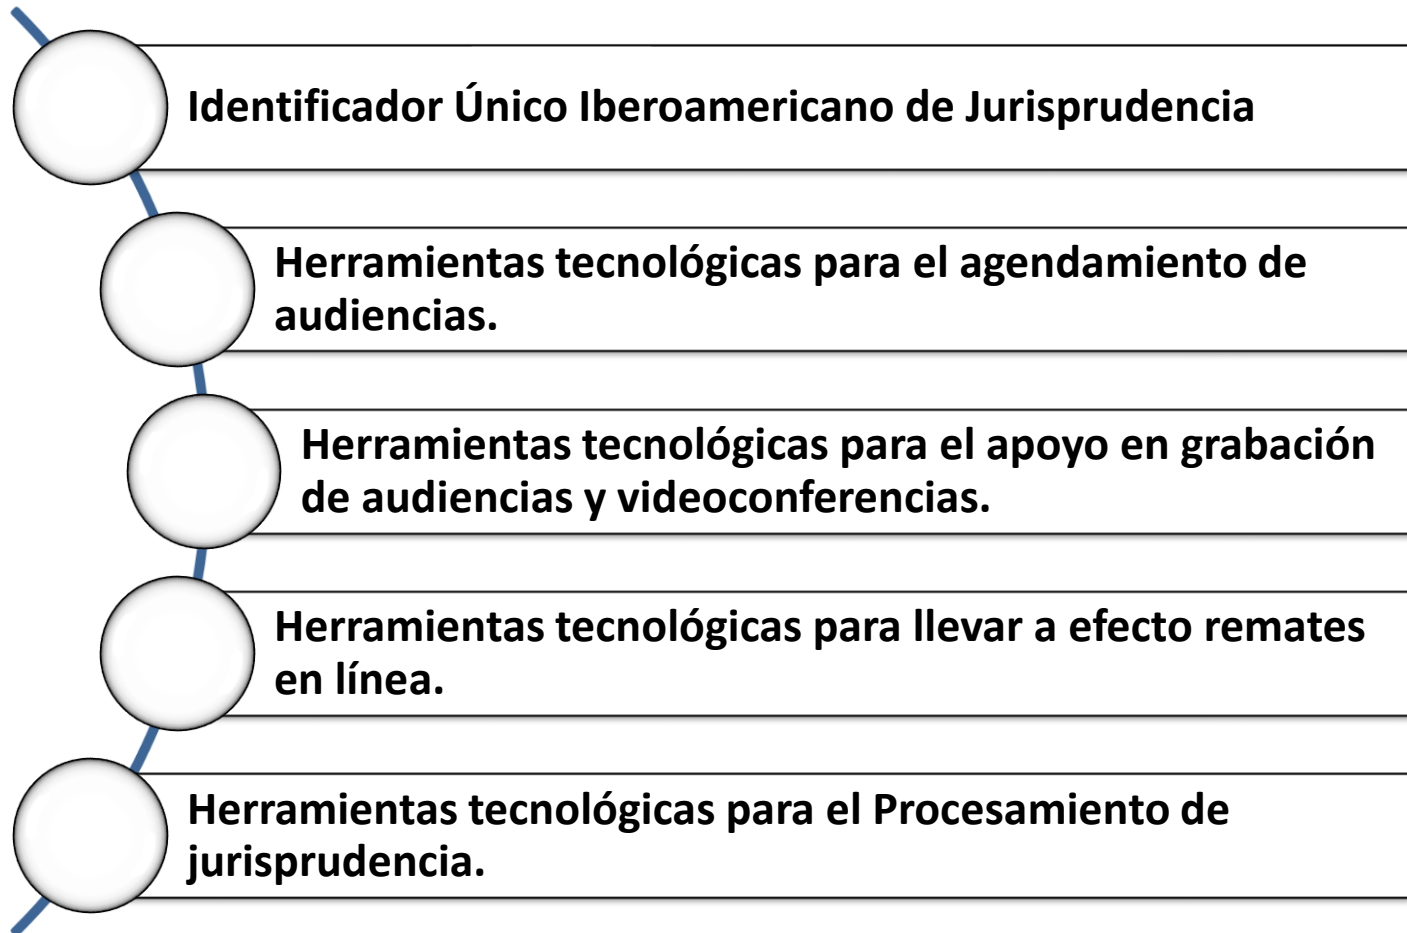 Identificador Único Iberoamericano de Jurisprudencia
Herramientas tecnológicas para el agendamiento de
audiencias.
Herramientas tecnológicas para el apoyo en grabación
de audiencias y videoconferencias.
Herramientas tecnológicas para llevar a efecto remates
en línea.
Herramientas tecnológicas para el Procesamiento de
jurisprudencia.